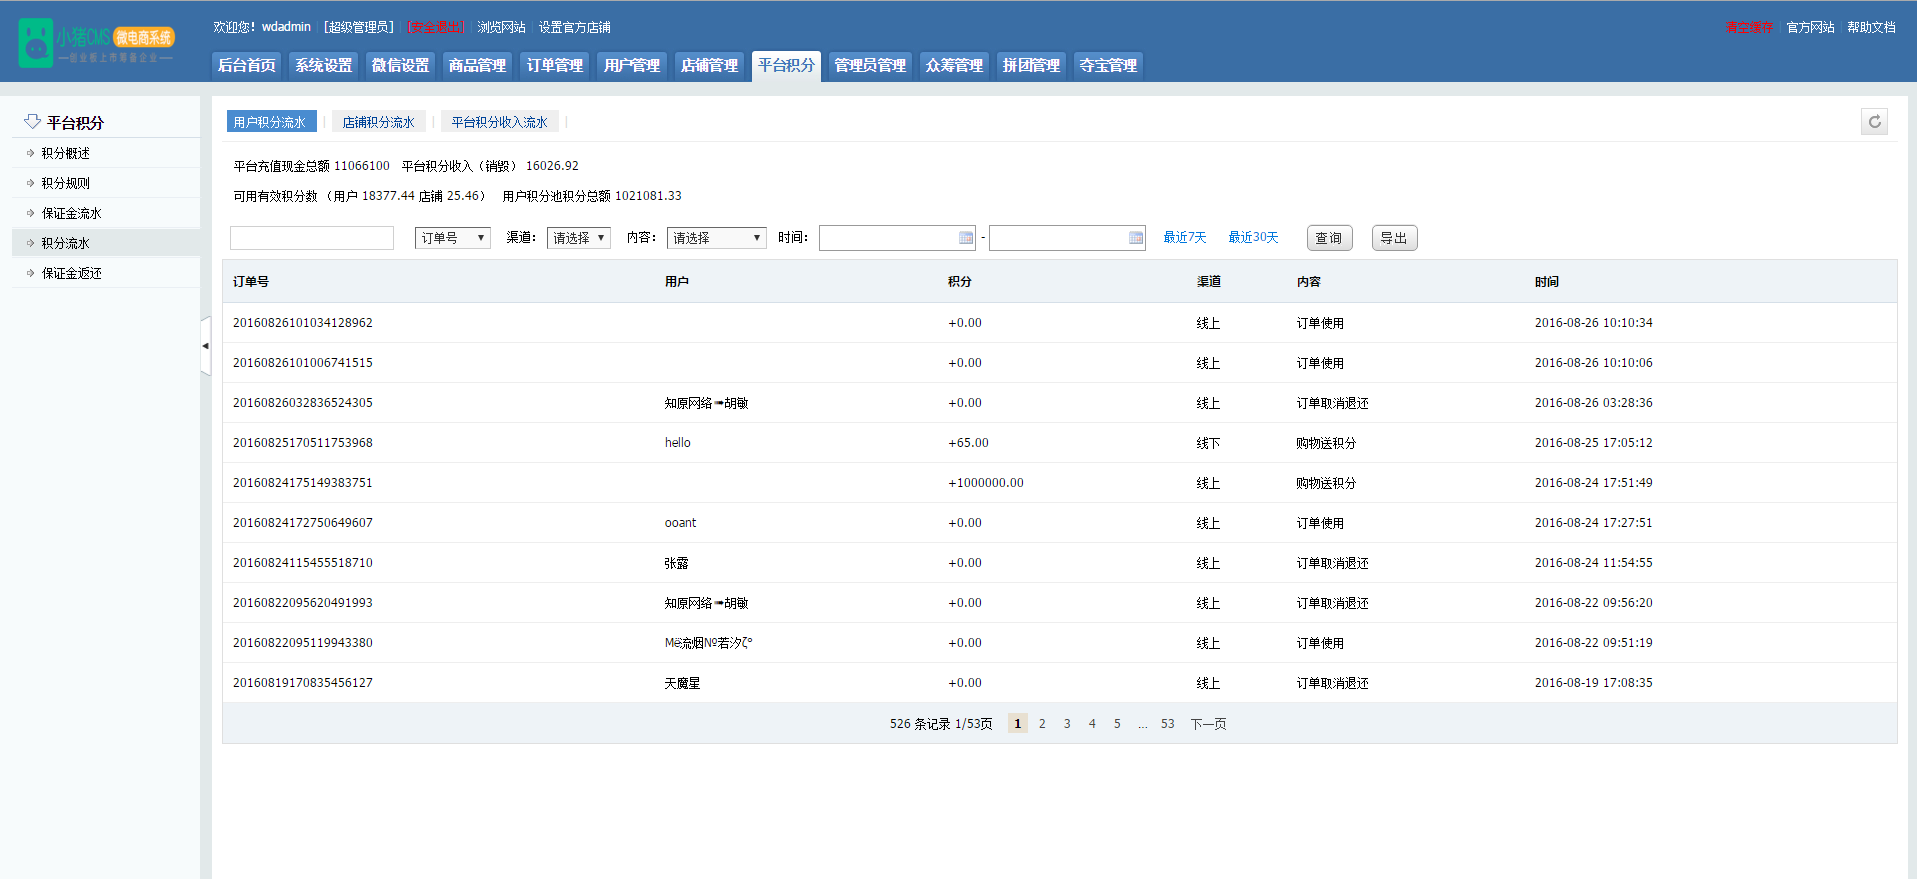 小猪CMS 微电商系统
欢迎您！wdadmin [超级管理员] [安全退出] 浏览网站 设置官方店铺
清空缓存 官方网站 帮助文档
后台首页 系统设置 微信设置 商品管理 订单管理 用户管理 店铺管理 平台积分 管理员管理 众筹管理 拼团管理 夺宝管理
平台积分
积分概述
积分规则
保证金流水
积分流水
保证金返还
用户积分流水 | 店铺积分流水 | 平台积分收入流水 |
平台充值现金总额 11066100 平台积分收入（销毁） 16026.92
可用有效积分数 （用户 18377.44 店铺 25.46） 用户积分池积分总额 1021081.33
订单号 渠道： 请选择 内容： 请选择 时间： - 最近7天 最近30天 查询 导出
订单号 用户 积分 渠道 内容 时间
20160826101034128962 +0.00 线上 订单使用 2016-08-26 10:10:34
20160826101006741515 +0.00 线上 订单使用 2016-08-26 10:10:06
20160826032836524305 知原网络➠胡敏 +0.00 线上 订单取消退还 2016-08-26 03:28:36
20160825170511753968 hello +65.00 线下 购物送积分 2016-08-25 17:05:12
20160824175149383751 +1000000.00 线上 购物送积分 2016-08-24 17:51:49
20160824172750649607 ooant +0.00 线上 订单使用 2016-08-24 17:27:51
20160824115455518710 张露 +0.00 线上 订单取消退还 2016-08-24 11:54:55
20160822095620491993 知原网络➠胡敏 +0.00 线上 订单取消退还 2016-08-22 09:56:20
20160822095119943380 Mё流烟№若汐ζ° +0.00 线上 订单使用 2016-08-22 09:51:19
20160819170835456127 天魔星 +0.00 线上 订单取消退还 2016-08-19 17:08:35
526 条记录 1/53页 1 2 3 4 5 ... 53 下一页